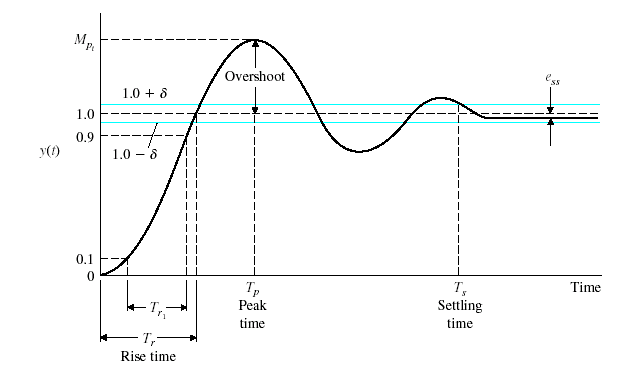 M_{p_t}
Overshoot
e_{ss}
1.0 + δ
1.0
0.9
1.0 − δ
y(t)
0.1
0
T_p
T_s
Time
Peak
time
Settling
time
T_{r_1}
T_r
Rise time